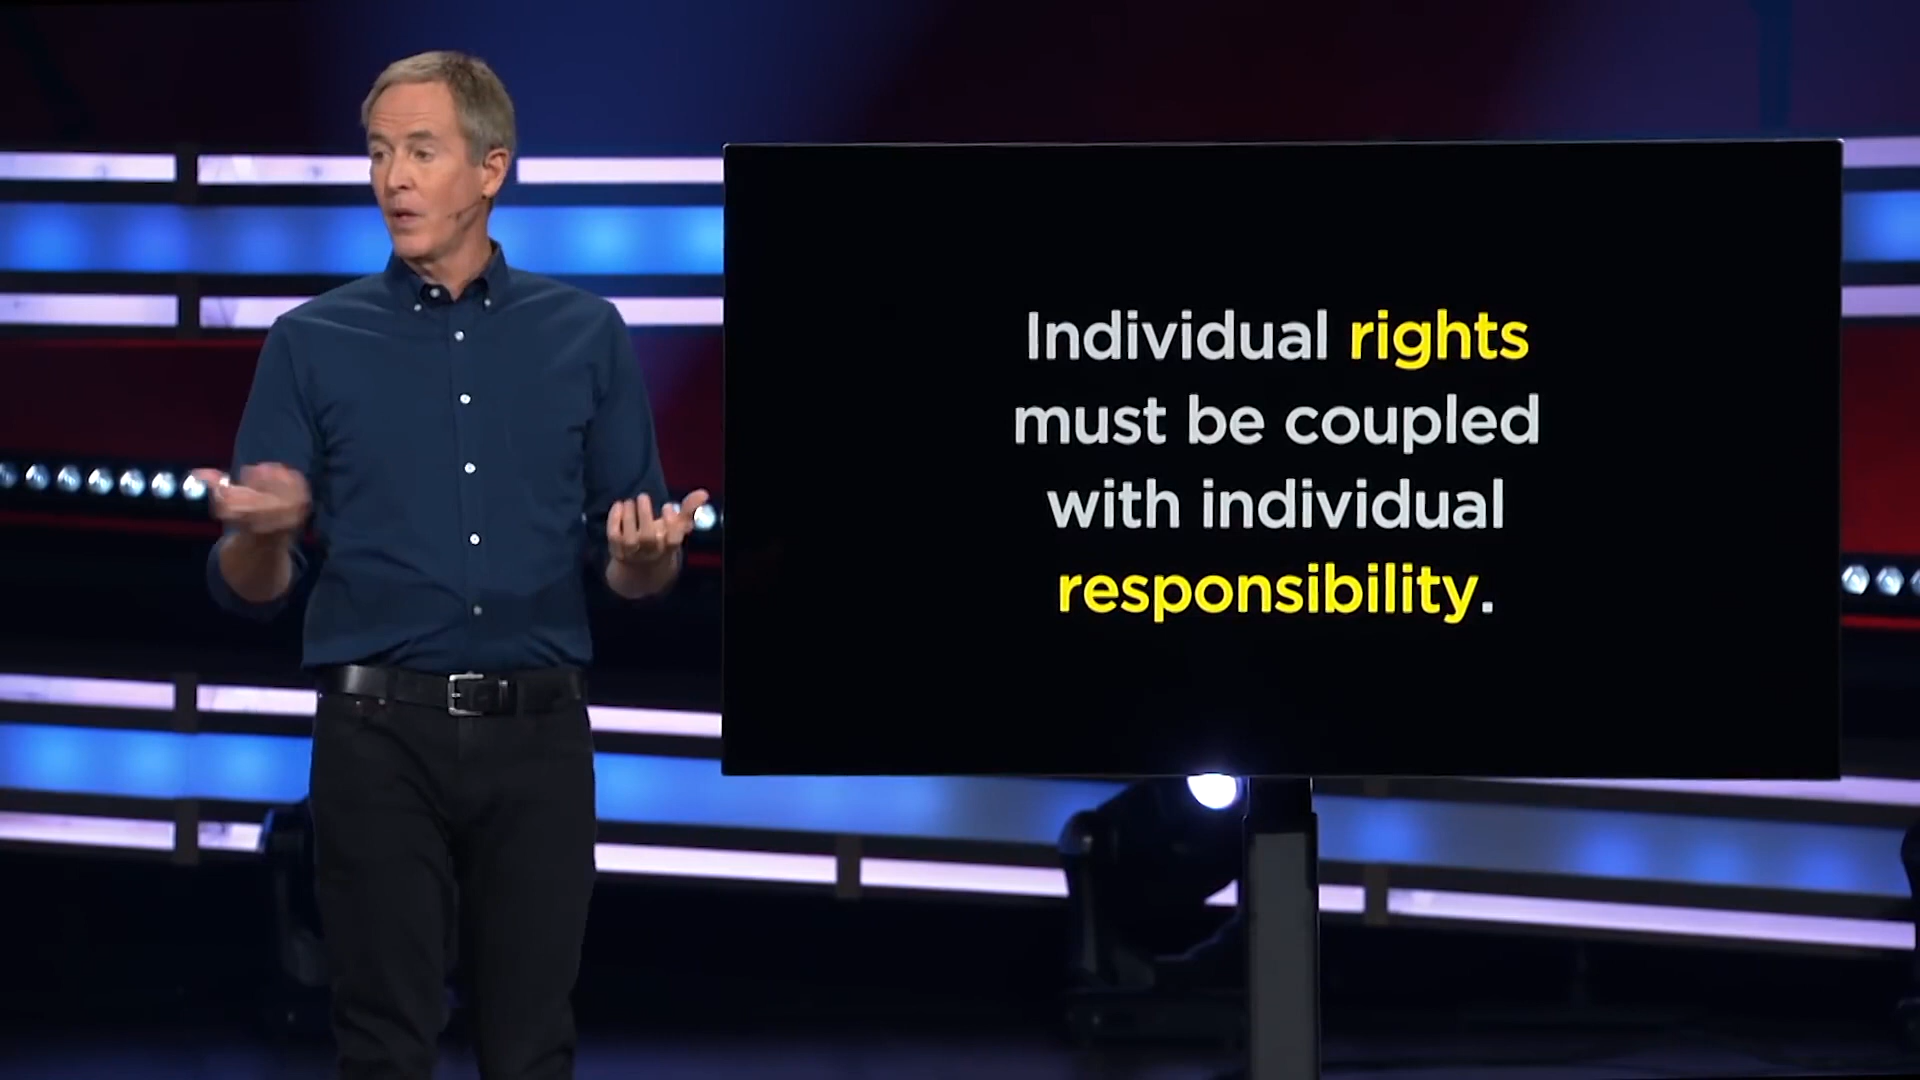 Individual rights
must be coupled
with individual
responsibility.